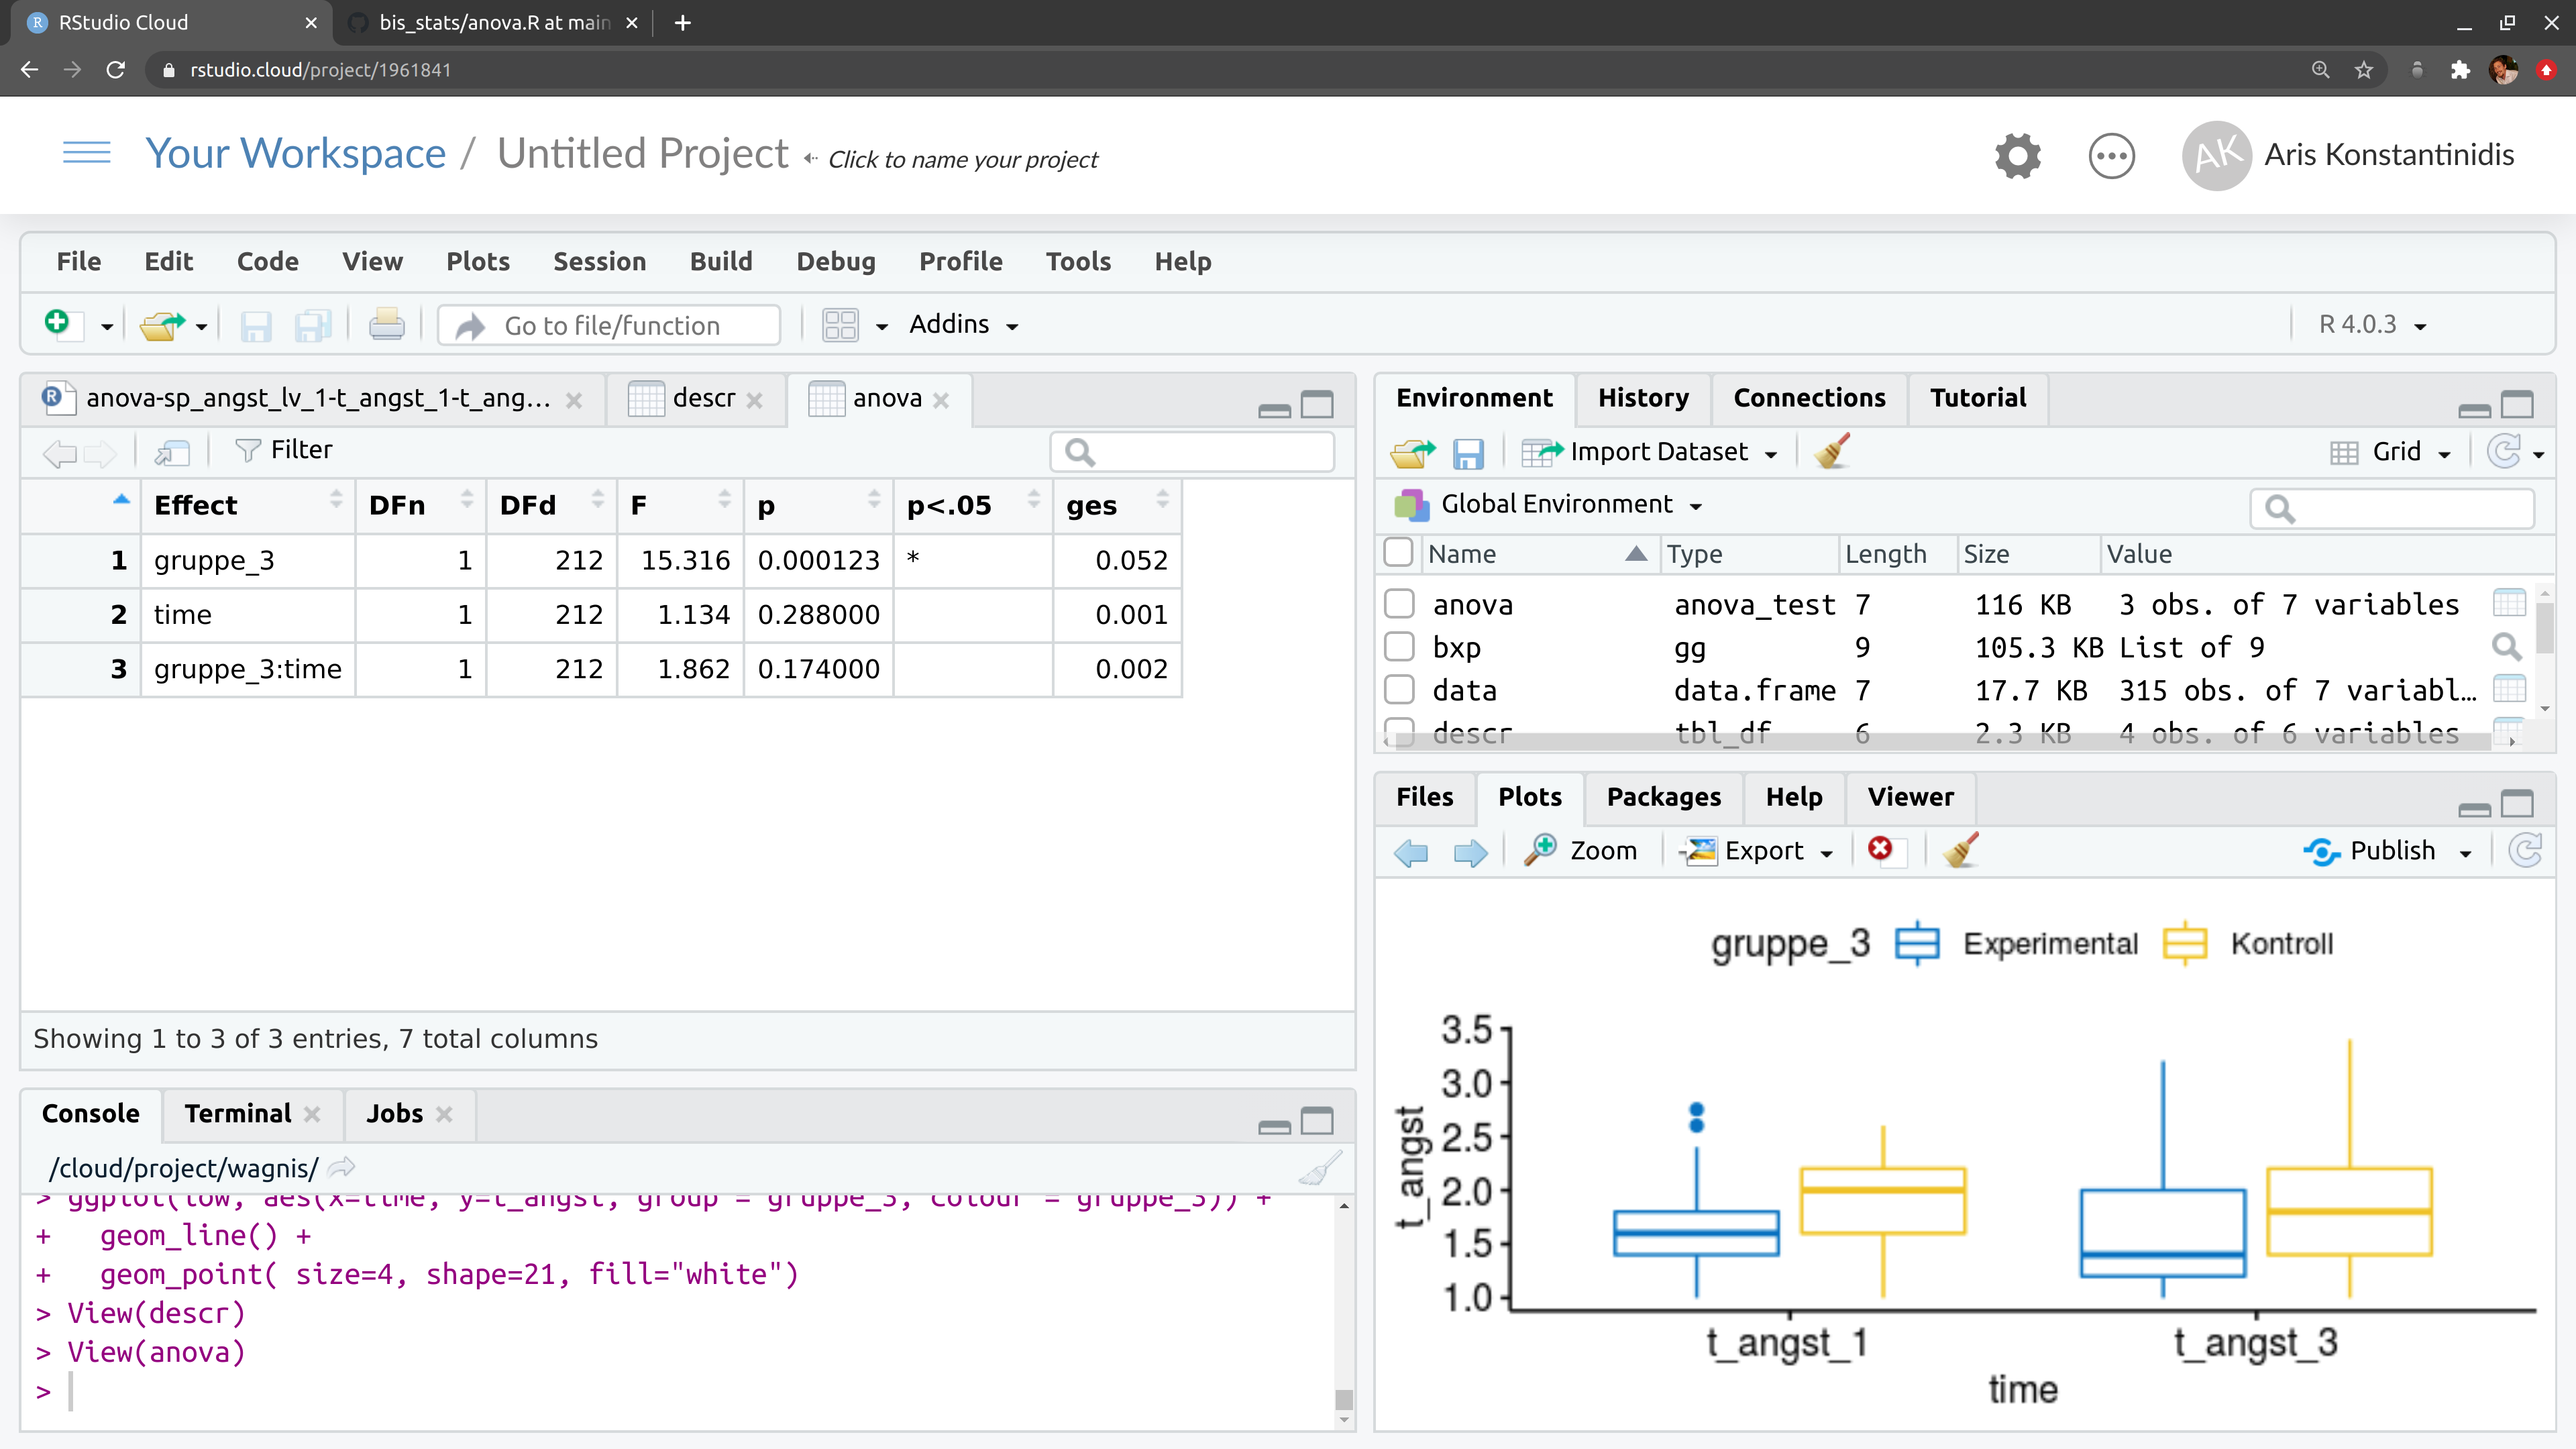 RStudio Cloud
bis_stats/anova.R at main
rstudio.cloud/project/1961841
Your Workspace / Untitled Project Click to name your project
AK Aris Konstantinidis
File Edit Code View Plots Session Build Debug Profile Tools Help
Go to file/function Addins R 4.0.3
anova-sp_angst_lv_1-t_angst_1-t_ang... descr anova
Filter
Effect DFn DFd F p p<.05 ges
1 gruppe_3 1 212 15.316 0.000123 * 0.052
2 time 1 212 1.134 0.288000 0.001
3 gruppe_3:time 1 212 1.862 0.174000 0.002
Showing 1 to 3 of 3 entries, 7 total columns
Console Terminal Jobs
/cloud/project/wagnis/
> ggplot(low, aes(x=time, y=t_angst, group = gruppe_3, colour = gruppe_3)) +
+ geom_line() +
+ geom_point( size=4, shape=21, fill="white")
> View(descr)
> View(anova)
>
Environment History Connections Tutorial
Import Dataset Grid
Global Environment
Name Type Length Size Value
anova anova_test 7 116 KB 3 obs. of 7 variables
bxp gg 9 105.3 KB List of 9
data data.frame 7 17.7 KB 315 obs. of 7 variabl…
descr tbl_df 6 2.3 KB 4 obs. of 6 variables
Files Plots Packages Help Viewer
Zoom Export Publish
gruppe_3 Experimental Kontroll
3.5
3.0
2.5
2.0
1.5
1.0
t_angst
t_angst_1 t_angst_3
time